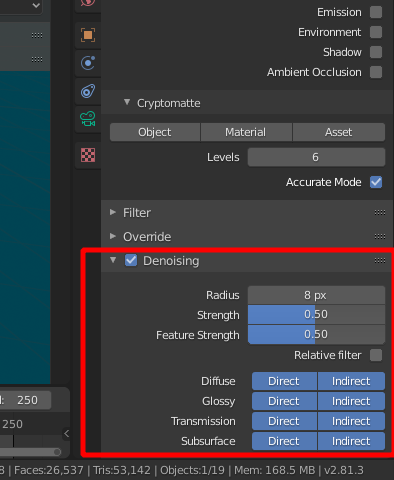 Emission
Environment
Shadow
Ambient Occlusion
Cryptomatte
Object Material Asset
Levels 6
Accurate Mode
Filter
Override
Denoising
Radius 8 px
Strength 0.50
Feature Strength 0.50
Relative filter
Diffuse Direct Indirect
: 250 Glossy Direct Indirect
250 Transmission Direct Indirect
Subsurface Direct Indirect
8 | Faces:26,537 | Tris:53,142 | Objects:1/19 | Mem: 168.5 MB | v2.81.3